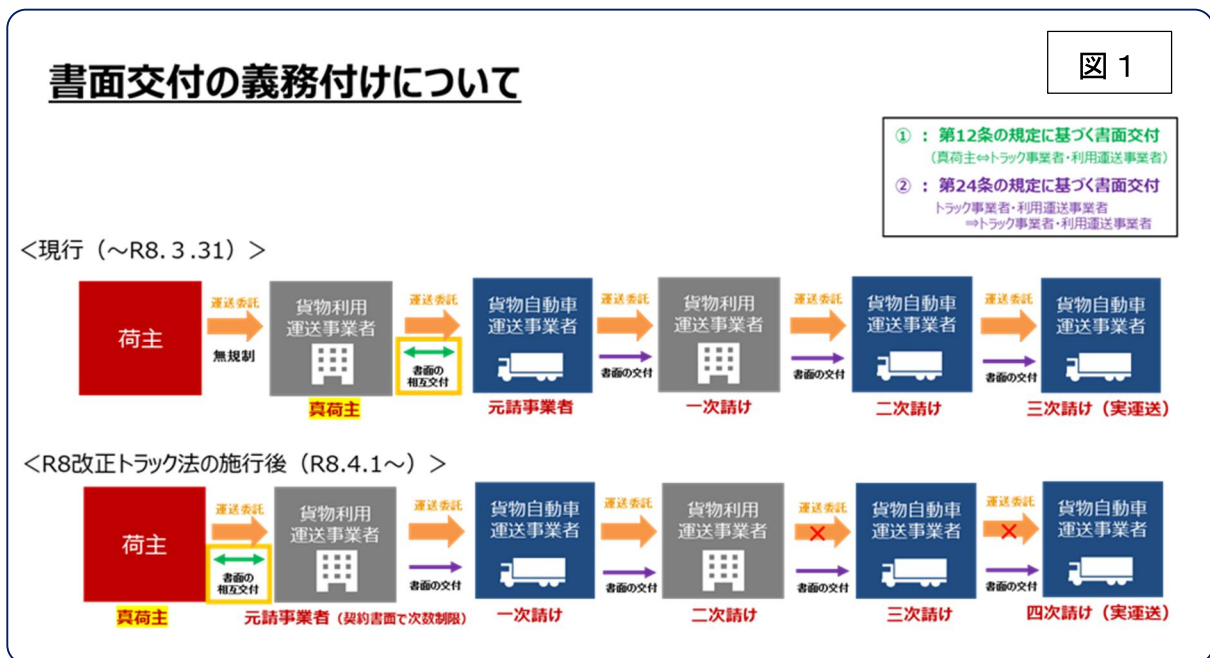 書面交付の義務付けについて
図1
① : 第12条の規定に基づく書面交付
(真荷主⇔トラック事業者・利用運送事業者)
② : 第24条の規定に基づく書面交付
トラック事業者・利用運送事業者
⇒トラック事業者・利用運送事業者
<現行(~R8.3.31)>
荷主
運送委託
無規制
貨物利用
運送事業者
真荷主
運送委託
書面の
相互交付
貨物自動車
運送事業者
元請事業者
運送委託
書面の交付
貨物利用
運送事業者
一次請け
運送委託
書面の交付
貨物自動車
運送事業者
二次請け
運送委託
書面の交付
貨物自動車
運送事業者
三次請け(実運送)
<R8改正トラック法の施行後(R8.4.1~)>
荷主
真荷主
運送委託
書面の
相互交付
貨物利用
運送事業者
元請事業者(契約書面で次数制限)
運送委託
書面の交付
貨物自動車
運送事業者
一次請け
運送委託
書面の交付
貨物利用
運送事業者
二次請け
運送委託
書面の交付
貨物自動車
運送事業者
三次請け
運送委託
書面の交付
貨物自動車
運送事業者
四次請け(実運送)